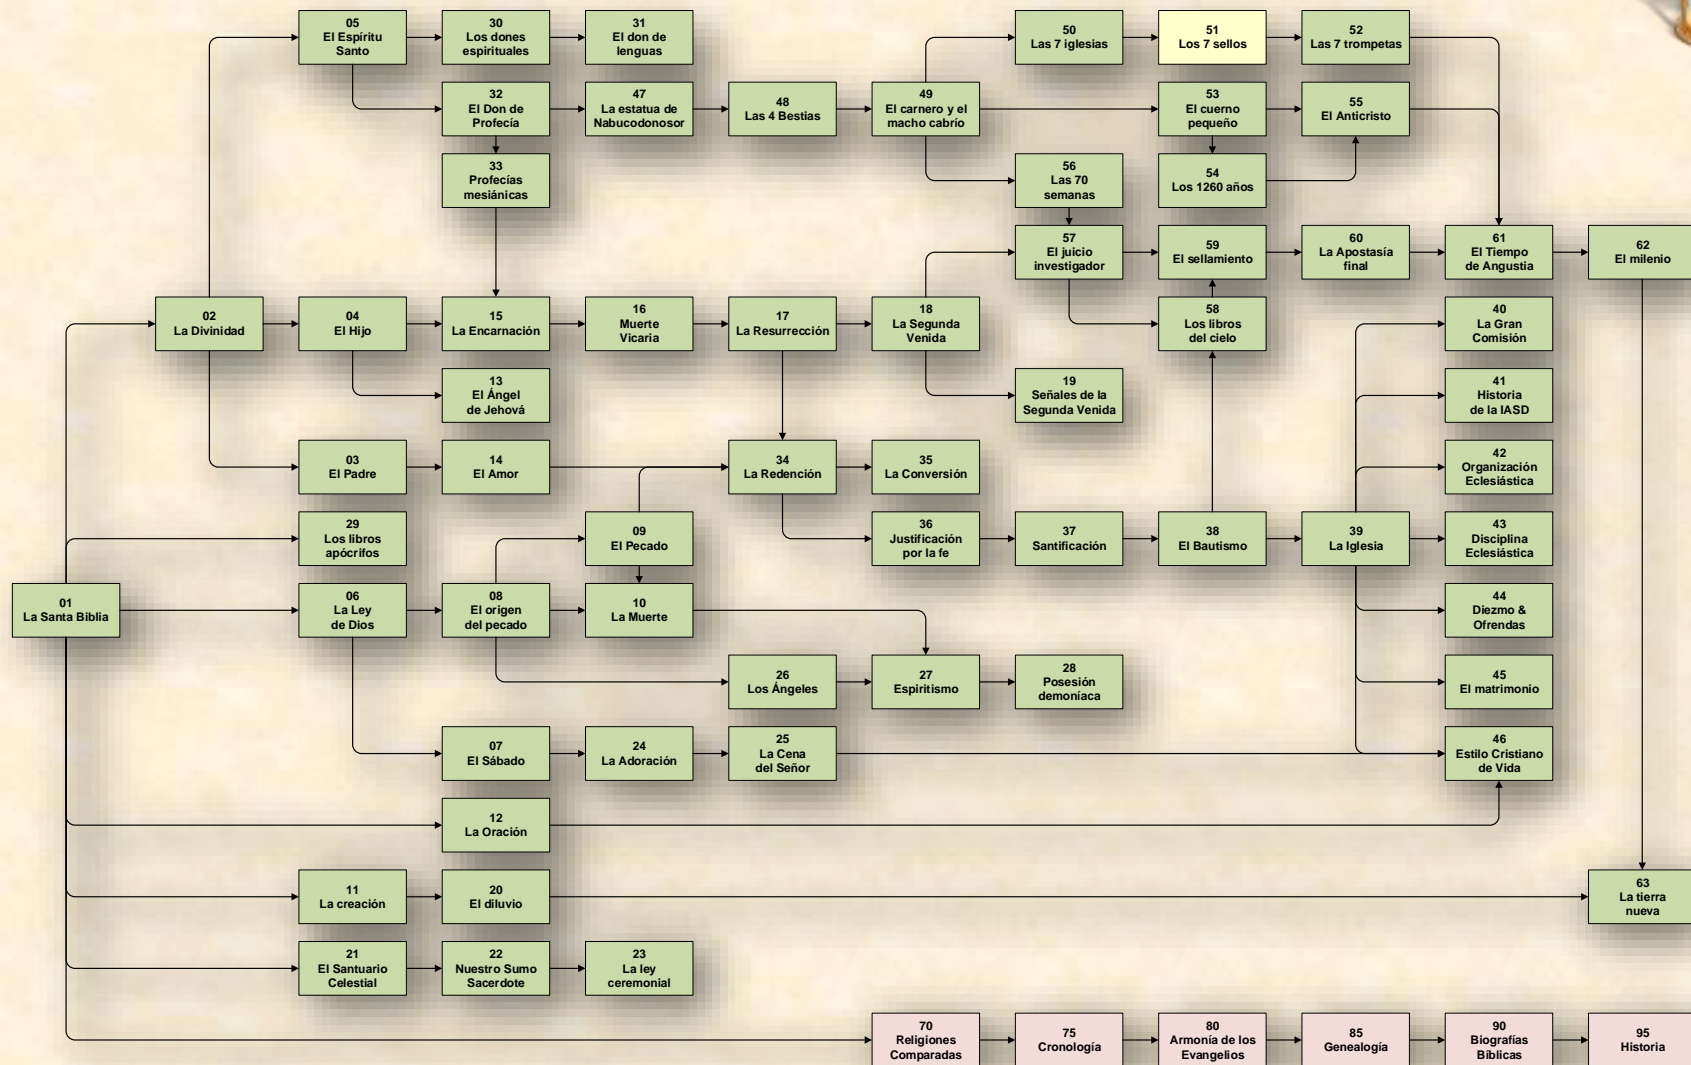 05
El Espíritu
Santo
30
Los dones
espirituales
31
El don de
lenguas
50
Las 7 iglesias
51
Los 7 sellos
52
Las 7 trompetas
32
El Don de
Profecía
47
La estatua de
Nabucodonosor
48
Las 4 Bestias
49
El carnero y el
macho cabrío
53
El cuerno
pequeño
55
El Anticristo
33
Profecías
mesiánicas
56
Las 70
semanas
54
Los 1260 años
57
El juicio
investigador
59
El sellamiento
60
La Apostasía
final
61
El Tiempo
de Angustia
62
El milenio
02
La Divinidad
04
El Hijo
15
La Encarnación
16
Muerte
Vicaria
17
La Resurrección
18
La Segunda
Venida
58
Los libros
del cielo
40
La Gran
Comisión
13
El Ángel
de Jehová
19
Señales de la
Segunda Venida
41
Historia
de la IASD
03
El Padre
14
El Amor
34
La Redención
35
La Conversión
42
Organización
Eclesiástica
29
Los libros
apócrifos
09
El Pecado
36
Justificación
por la fe
37
Santificación
38
El Bautismo
39
La Iglesia
43
Disciplina
Eclesiástica
01
La Santa Biblia
06
La Ley
de Dios
08
El origen
del pecado
10
La Muerte
44
Diezmo &
Ofrendas
26
Los Ángeles
27
Espiritismo
28
Posesión
demoníaca
45
El matrimonio
07
El Sábado
24
La Adoración
25
La Cena
del Señor
46
Estilo Cristiano
de Vida
12
La Oración
11
La creación
20
El diluvio
63
La tierra
nueva
21
El Santuario
Celestial
22
Nuestro Sumo
Sacerdote
23
La ley
ceremonial
70
Religiones
Comparadas
75
Cronología
80
Armonía de los
Evangelios
85
Genealogía
90
Biografías
Bíblicas
95
Historia